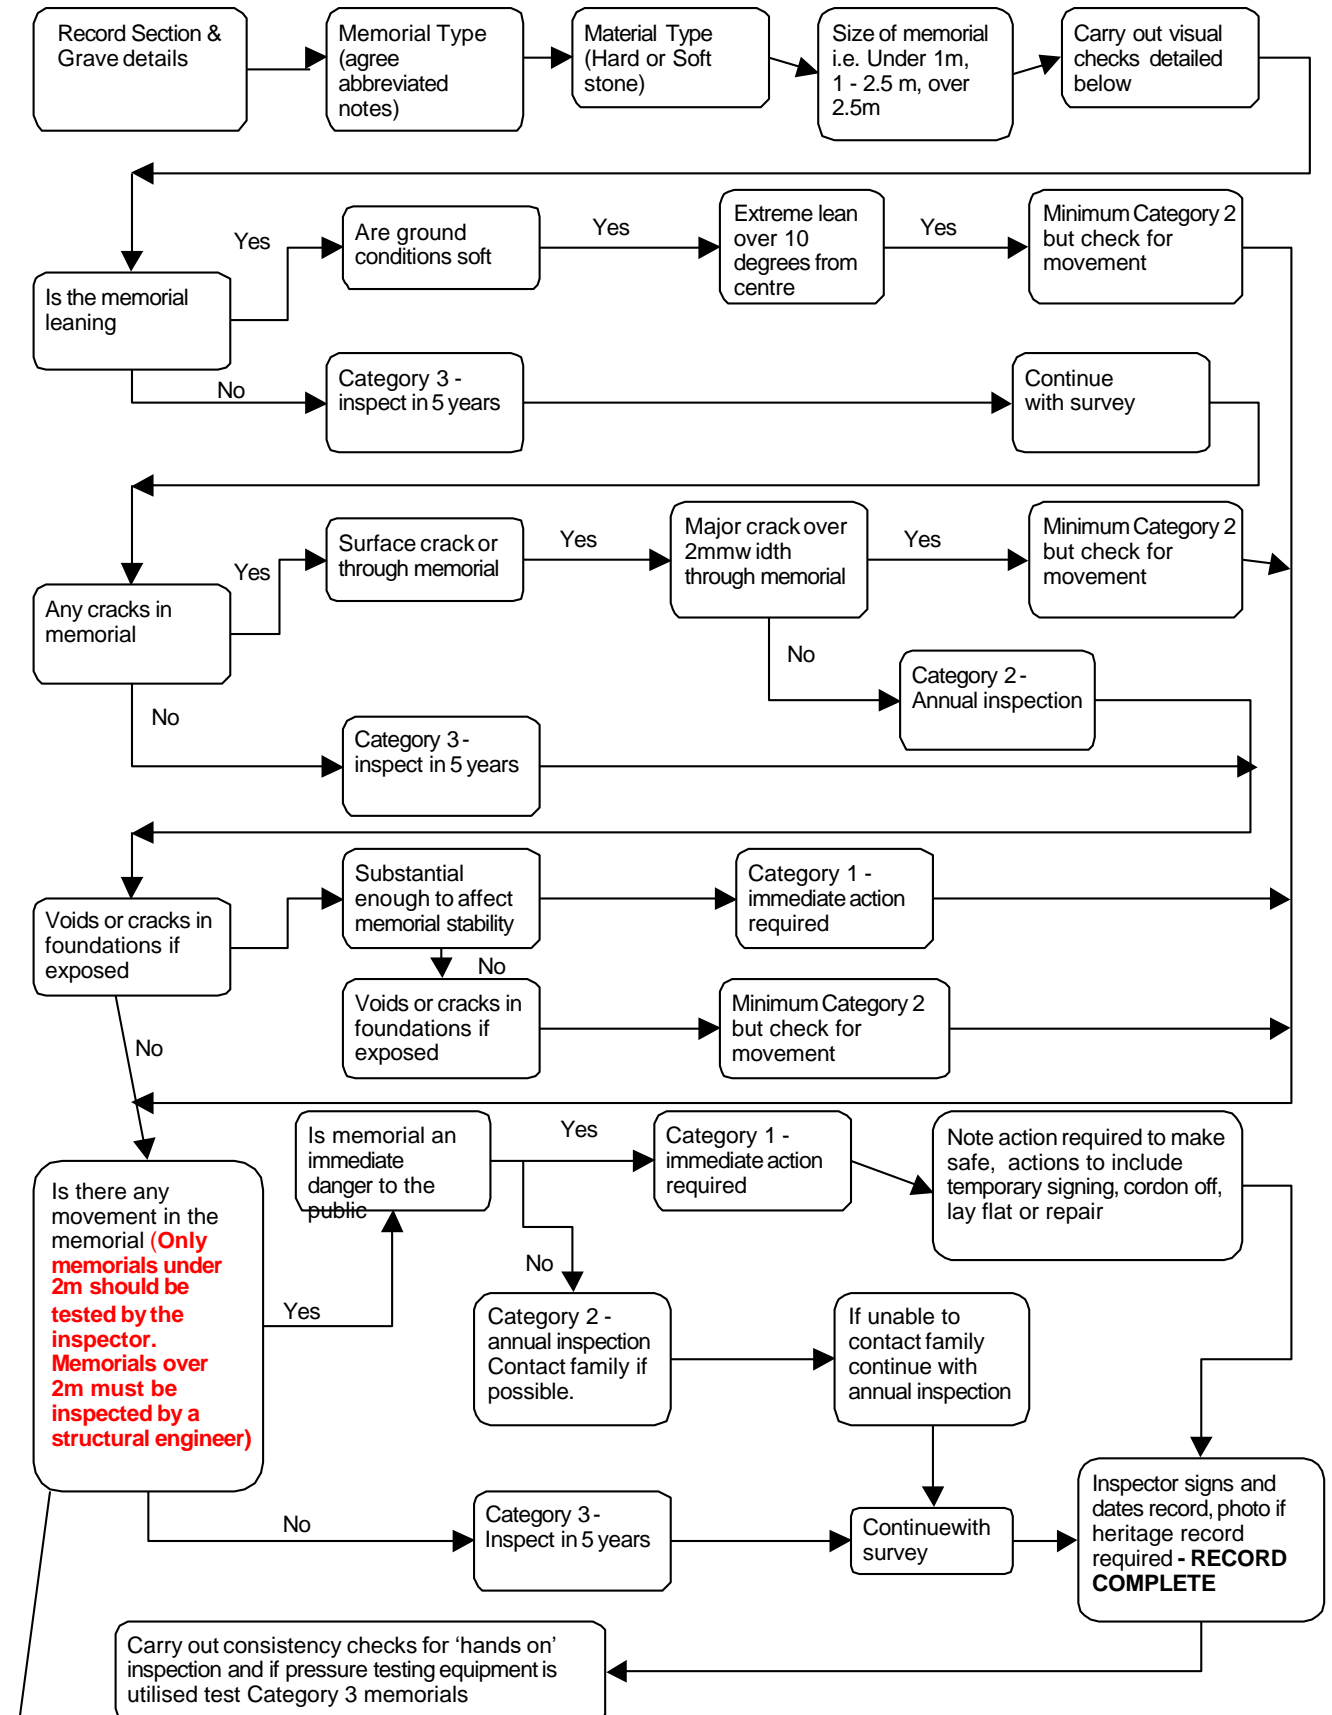 Record Section &
Grave details
Memorial Type
(agree
abbreviated
notes)
Material Type
(Hard or Soft
stone)
Size of memorial
i.e. Under 1m,
1 - 2.5 m, over
2.5m
Carry out visual
checks detailed
below
Is the memorial
leaning
Yes
Are ground
conditions soft
Yes
Extreme lean
over 10
degrees from
centre
Yes
Minimum Category 2
but check for
movement
No
Category 3 -
inspect in 5 years
Continue
with survey
Any cracks in
memorial
Yes
Surface crack or
through memorial
Yes
Major crack over
2mmw idth
through memorial
Yes
Minimum Category 2
but check for
movement
No
Category 2 -
Annual inspection
No
Category 3 -
inspect in 5 years
Voids or cracks in
foundations if
exposed
Substantial
enough to affect
memorial stability
Category 1 -
immediate action
required
No
Voids or cracks in
foundations if
exposed
Minimum Category 2
but check for
movement
No
Is there any
movement in the
memorial (Only
memorials under
2m should be
tested by the
inspector.
Memorials over
2m must be
inspected by a
structural engineer)
Yes
Is memorial an
immediate
danger to the
public
Yes
Category 1 -
immediate action
required
Note action required to make
safe, actions to include
temporary signing, cordon off,
lay flat or repair
No
Category 2 -
annual inspection
Contact family if
possible.
If unable to
contact family
continue with
annual inspection
No
Category 3 -
Inspect in 5 years
Continuewith
survey
Inspector signs and
dates record, photo if
heritage record
required - RECORD
COMPLETE
Carry out consistency checks for ‘hands on’
inspection and if pressure testing equipment is
utilised test Category 3 memorials